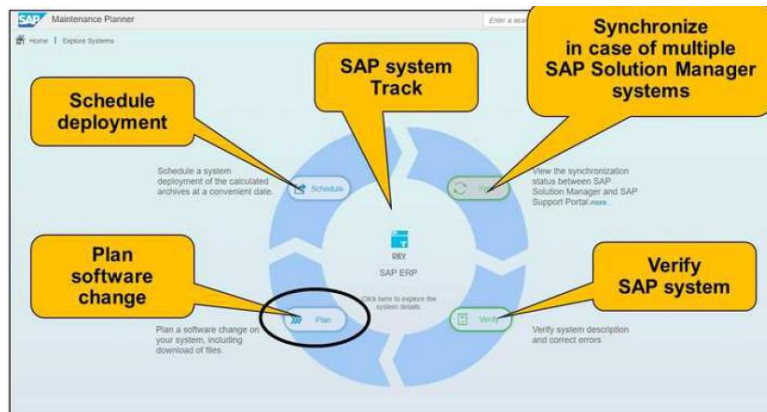 SAP Maintenance Planner
Enter a sea
Home | Explore Systems
Synchronize
in case of multiple
SAP Solution Manager
systems
SAP system
Track
Schedule
deployment
Schedule a system
deployment of the calculated
archives at a convenient date.
Schedule
View the synchronization
status between SAP
Solution Manager and SAP
Support Portal.more..
DEV
SAP ERP
Plan
software
change
Verify
SAP system
Click here to explore the
system details
Plan
Verify
Plan a software change on
your system, including
download of files.
Verify system description
and correct errors